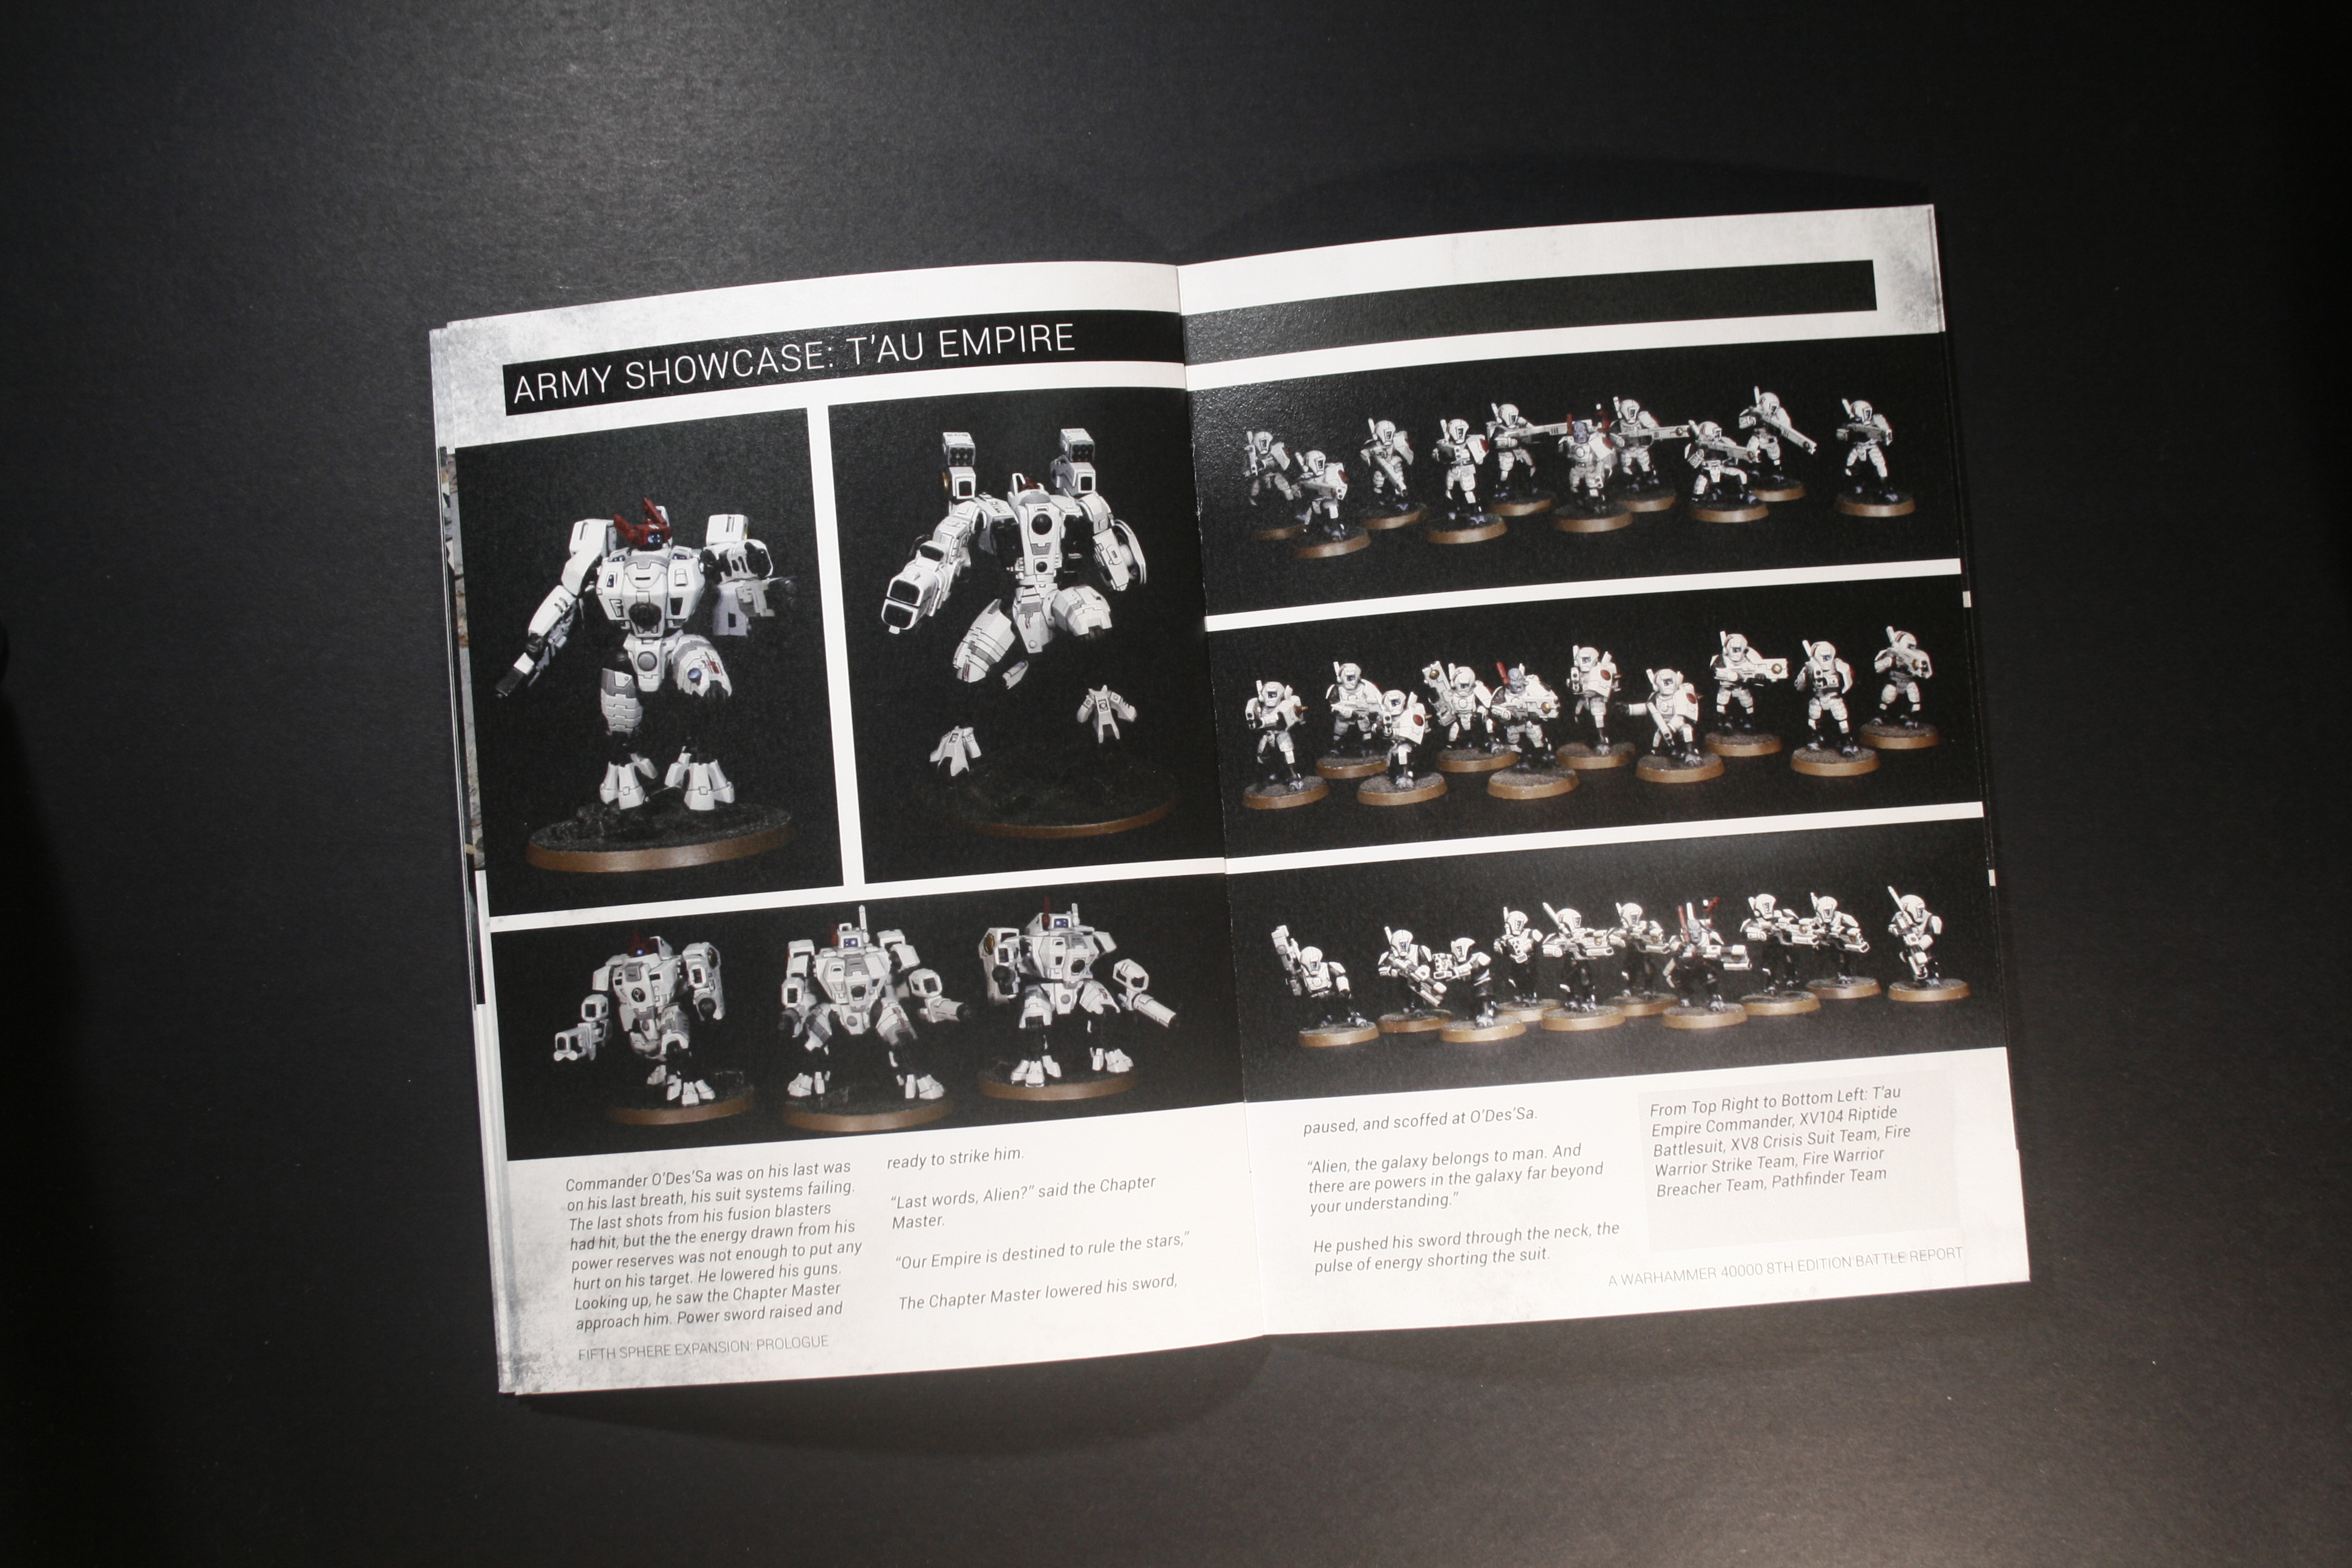 ARMY SHOWCASE: T'AU EMPIRE
Commander O'Des'Sa was on his last was
on his last breath, his suit systems failing.
The last shots from his fusion blasters
had hit, but the the energy drawn from his
power reserves was not enough to put any
hurt on his target. He lowered his guns.
Looking up, he saw the Chapter Master
approach him. Power sword raised and
ready to strike him.
"Last words, Alien?" said the Chapter
Master.
"Our Empire is destined to rule the stars,"
The Chapter Master lowered his sword,
FIFTH SPHERE EXPANSION: PROLOGUE
paused, and scoffed at O'Des'Sa.
"Alien, the galaxy belongs to man. And
there are powers in the galaxy far beyond
your understanding."
He pushed his sword through the neck, the
pulse of energy shorting the suit.
From Top Right to Bottom Left: T'au
Empire Commander, XV104 Riptide
Battlesuit, XV8 Crisis Suit Team, Fire
Warrior Strike Team, Fire Warrior
Breacher Team, Pathfinder Team
A WARHAMMER 40000 8TH EDITION BATTLE REPORT